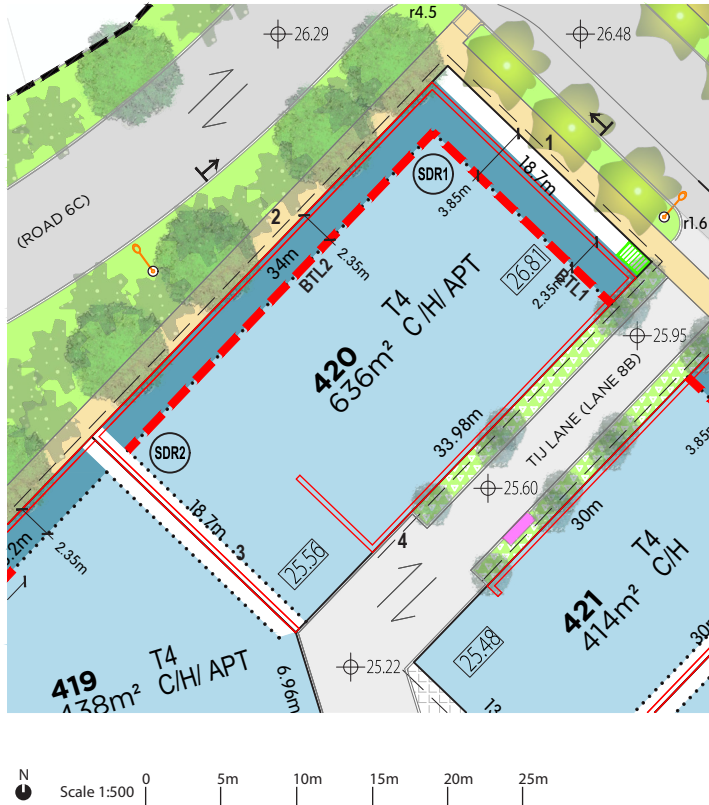 r4.5
26.29
26.48
1
18.7m
SDR1
3.85m
(ROAD 6C)
2
r1.6
34m
2.35m
BTL2
26.81
2.35m
BTL1
T4
C /H/ APT
420
636m²
25.95
TIJ LANE (LANE 8B)
33.98m
3.85
SDR2
25.60
18.7m
30m
3
4
2.35m
25.56
T4
C/H
421
414m²
25.48
30
419
438m²
T4
C/H/ APT
6.96m
25.22
N
Scale 1:500
0
5m
10m
15m
20m
25m